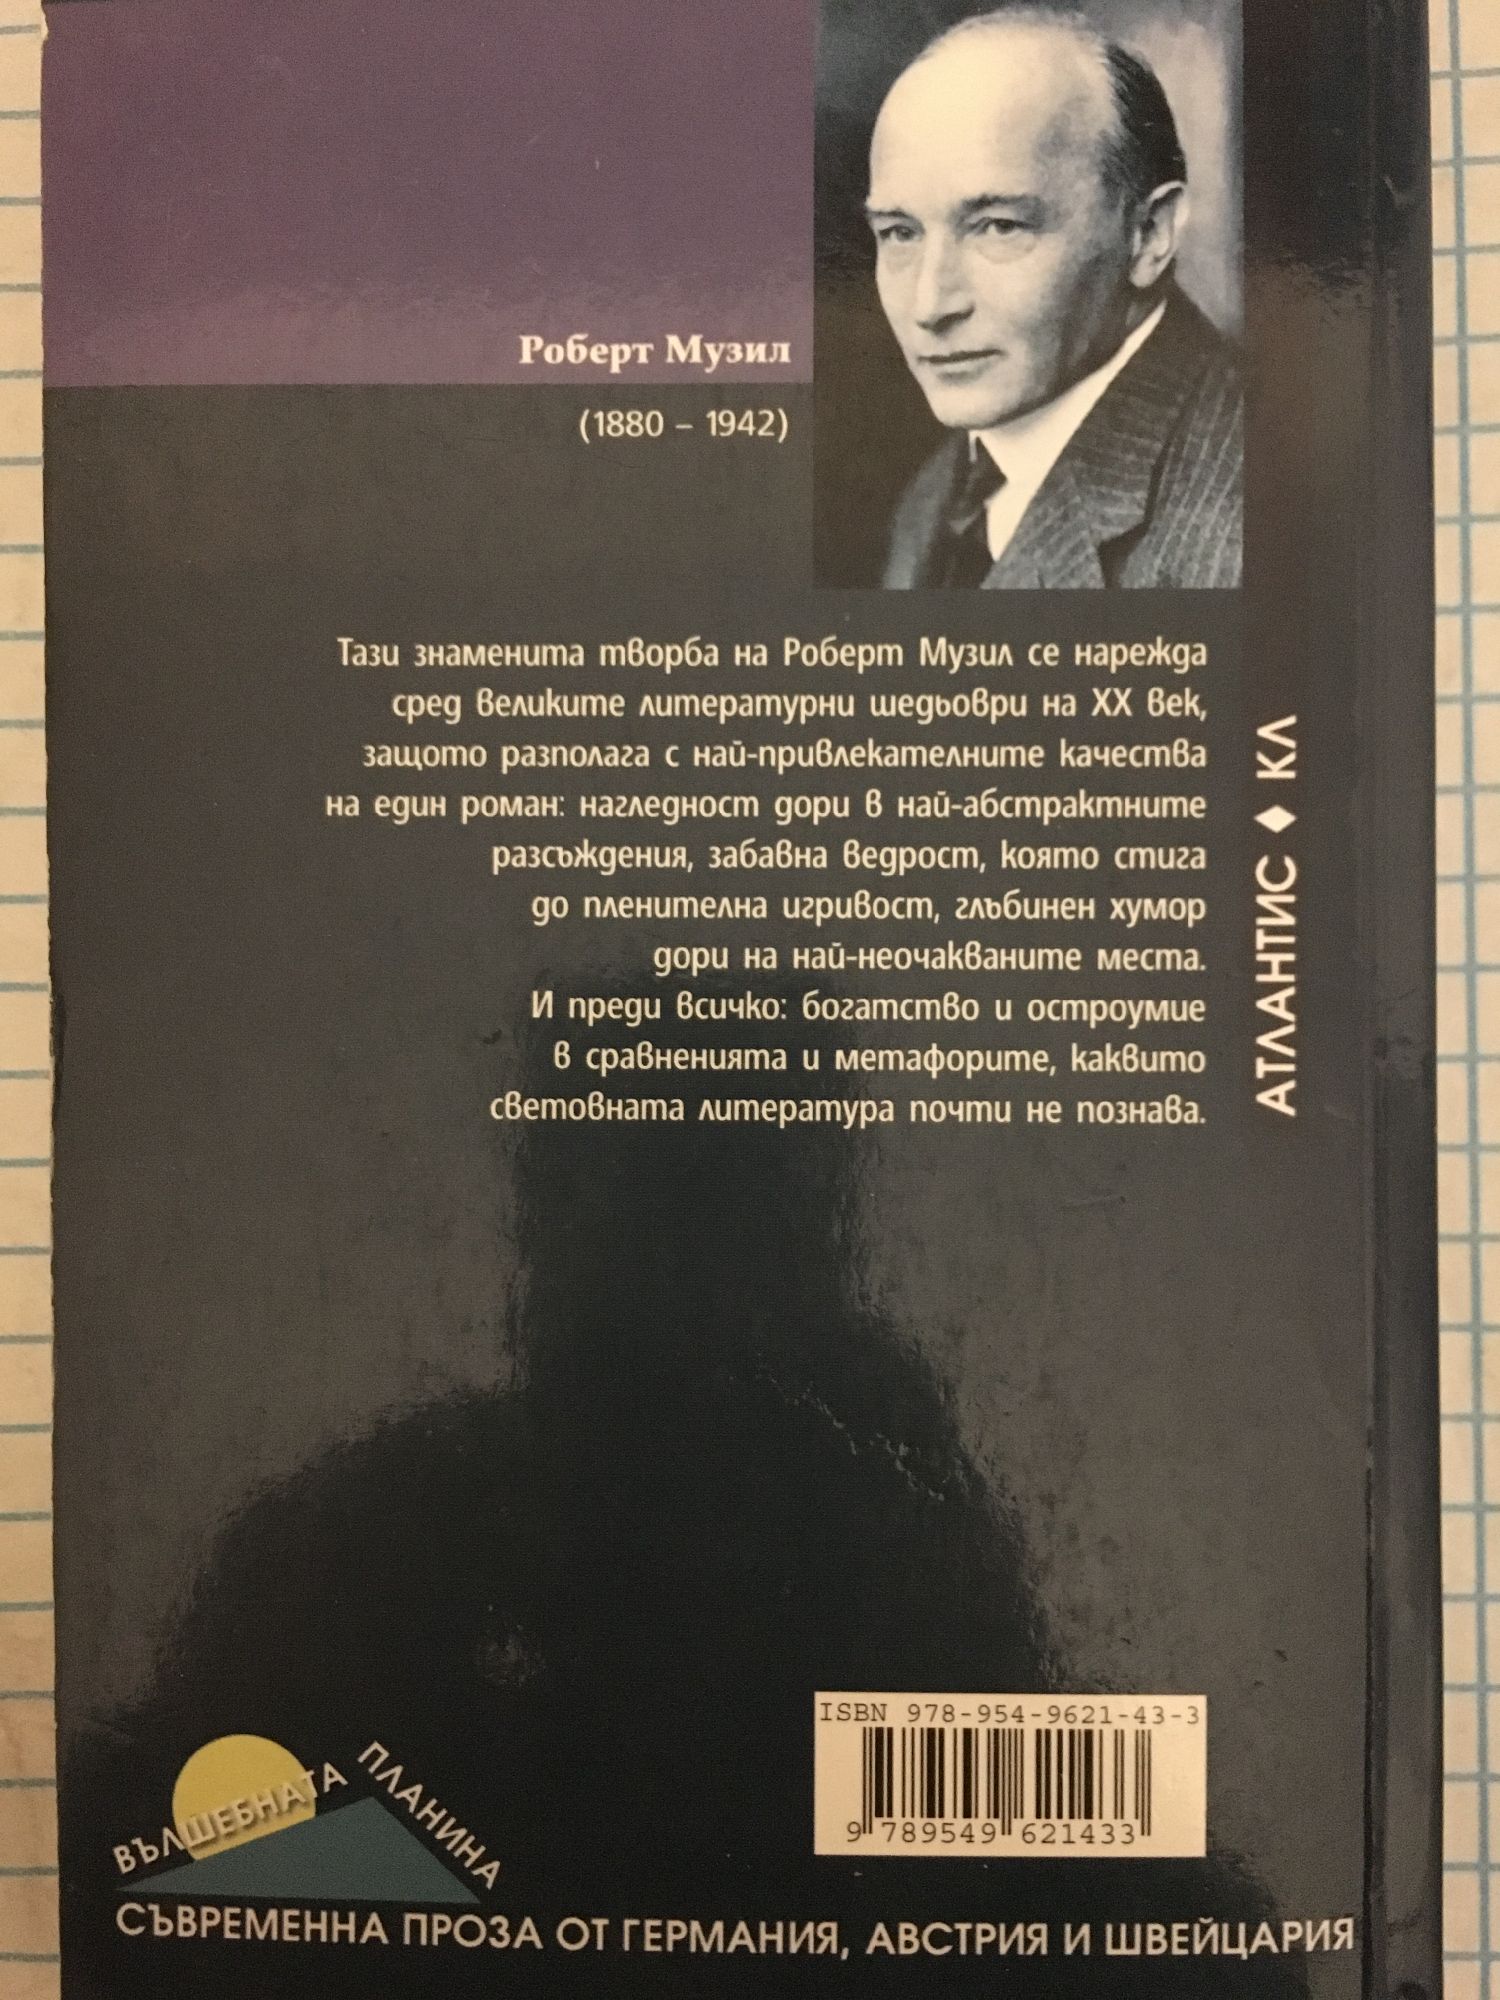 Роберт Музил
(1880 – 1942)
Тази знаменита творба на Роберт Музил се нарежда
сред великите литературни шедьоври на XX век,
защото разполага с най-привлекателните качества
на един роман: нагледност дори в най-абстрактните
разсъждения, забавна ведрост, която стига
до пленителна игривост, глъбинен хумор
дори на най-неочакваните места.
И преди всичко: богатство и остроумие
в сравненията и метафорите, каквито
световната литература почти не познава.
АТЛАНТИС ♦ КЛ
ISBN 978-954-9621-43-3
9 789549 621433
ВЪЛШЕБНАТА ПЛАНИНА
СЪВРЕМЕННА ПРОЗА ОТ ГЕРМАНИЯ, АВСТРИЯ И ШВЕЙЦАРИЯ